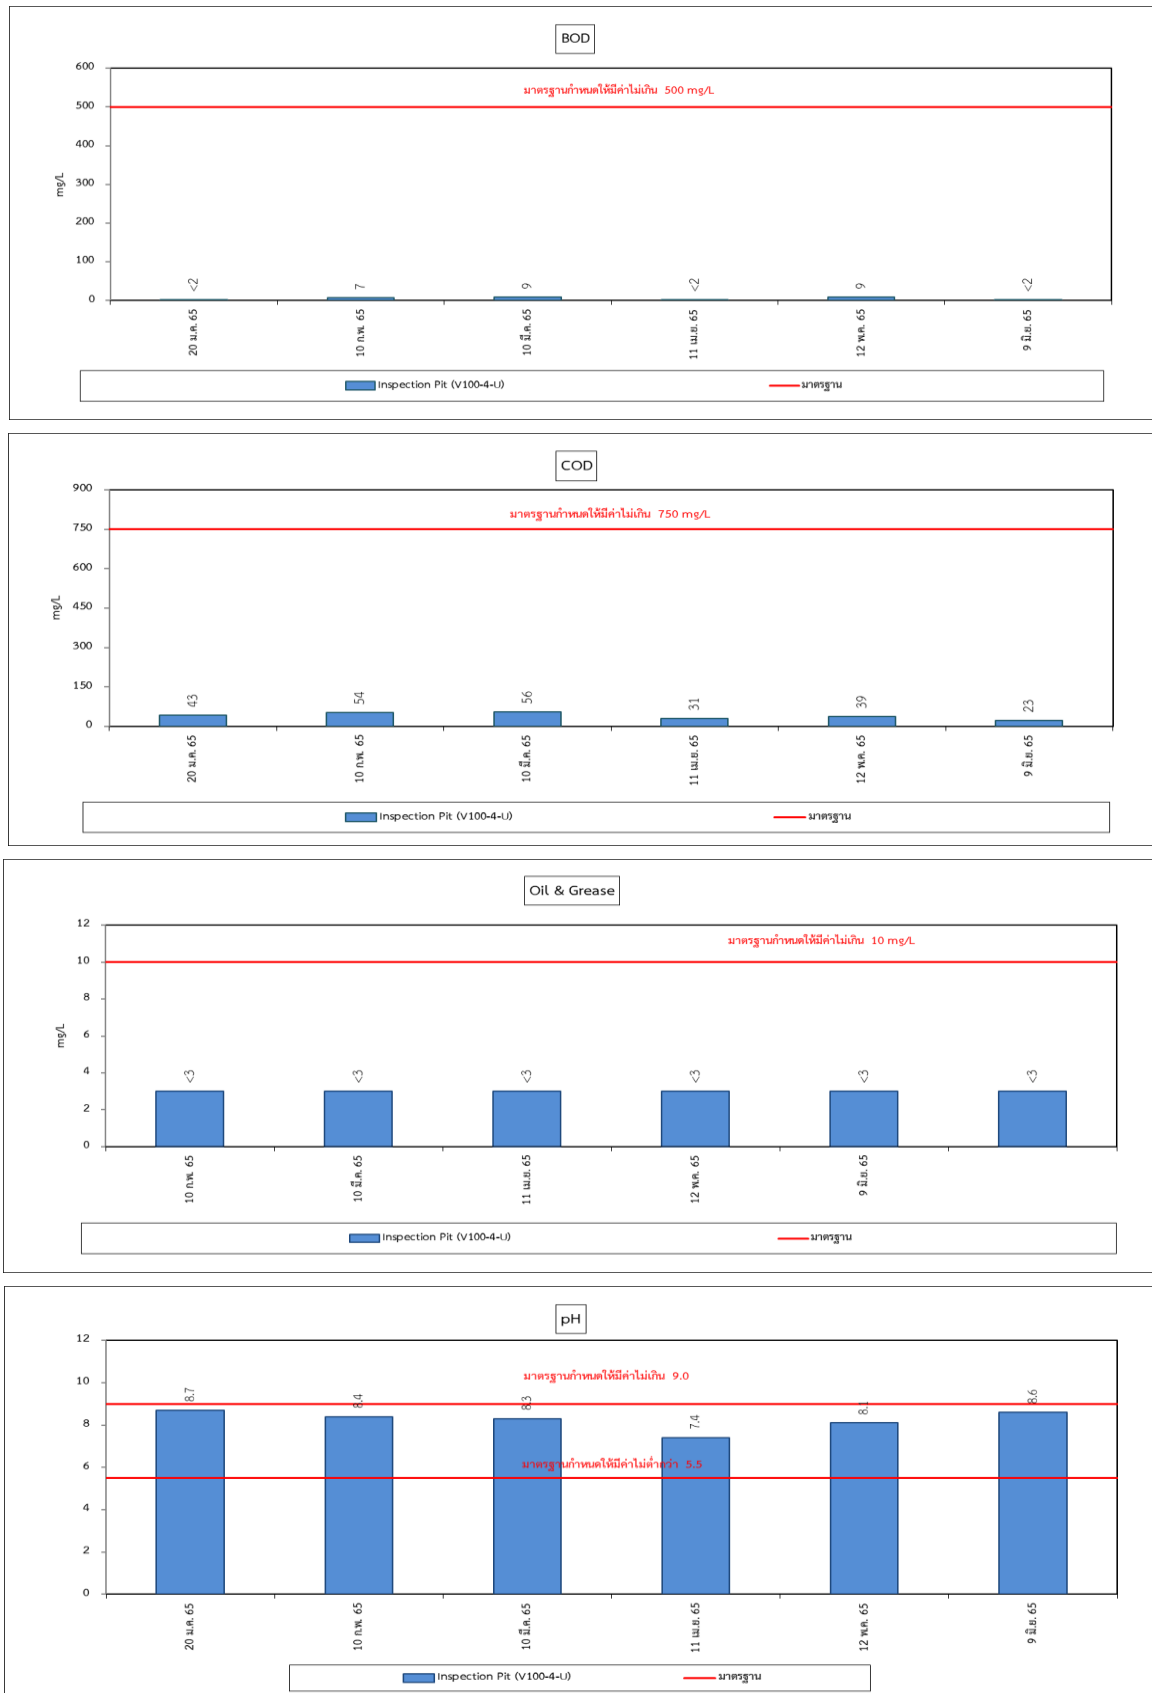 BOD
600
มาตรฐานกำหนดให้มีค่าไม่เกิน 500 mg/L
500
400
mg/L
300
200
100
<2
7
9
<2
9
<2
0
20 ม.ค. 65
10 ก.พ. 65
10 มี.ค. 65
11 เม.ย. 65
12 พ.ค. 65
9 มิ.ย. 65
Inspection Pit (V100-4-U)
มาตรฐาน
COD
900
มาตรฐานกำหนดให้มีค่าไม่เกิน 750 mg/L
750
600
mg/L
450
300
150
43
54
56
31
39
23
0
20 ม.ค. 65
10 ก.พ. 65
10 มี.ค. 65
11 เม.ย. 65
12 พ.ค. 65
9 มิ.ย. 65
Inspection Pit (V100-4-U)
มาตรฐาน
Oil & Grease
12
มาตรฐานกำหนดให้มีค่าไม่เกิน 10 mg/L
10
8
mg/L
6
4
<3
<3
<3
<3
<3
<3
2
0
10 ก.พ. 65
10 มี.ค. 65
11 เม.ย. 65
12 พ.ค. 65
9 มิ.ย. 65
Inspection Pit (V100-4-U)
มาตรฐาน
pH
12
มาตรฐานกำหนดให้มีค่าไม่เกิน 9.0
10
8.7
8.4
8.3
7.4
8.1
8.6
8
มาตรฐานกำหนดให้มีค่าไม่ต่ำกว่า 5.5
6
4
2
0
20 ม.ค. 65
10 ก.พ. 65
10 มี.ค. 65
11 เม.ย. 65
12 พ.ค. 65
9 มิ.ย. 65
Inspection Pit (V100-4-U)
มาตรฐาน